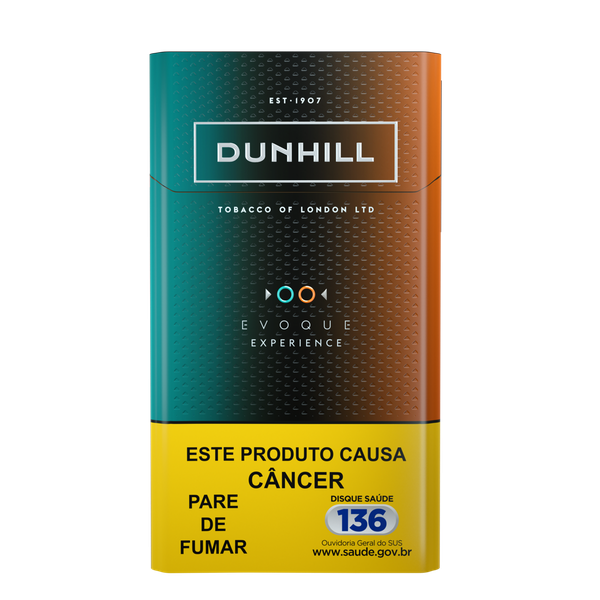 EST·1907
DUNHILL
TOBACCO OF LONDON LTD
EVOQUE
EXPERIENCE
ESTE PRODUTO CAUSA
CÂNCER
PARE
DE
FUMAR
DISQUE SAÚDE
136
Ouvidoria Geral do SUS
www.saude.gov.br